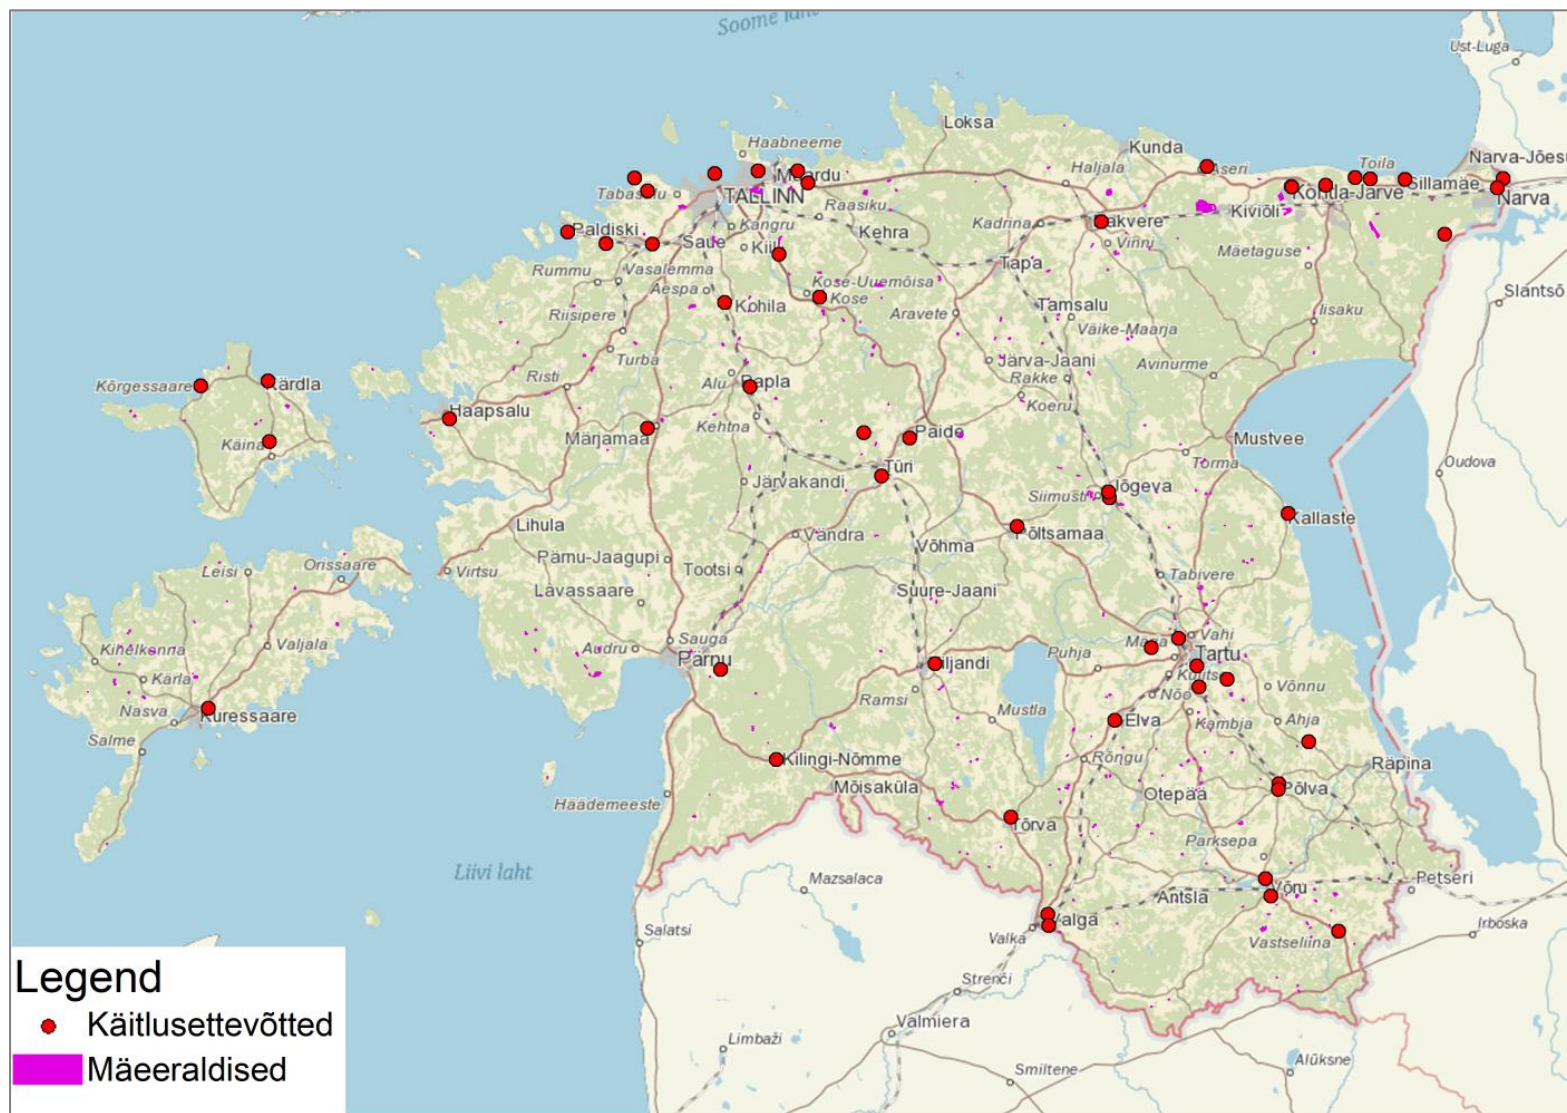 Soome laht
Ust-Luga
Loksa
Haabneeme
Kunda
Maardu
Haljala
Aseri
Toila
Narva-Jõesu
Tabasalu
TALLINN
Kohtla-Järve
Sillamäe
Narva
Raasiku
Kiviõli
Paldiski
Kangru
Kehra
Kadrina
Rakvere
Saue
Kiili
Vinni
Mäetaguse
Rummu
Vasalemma
Tapa
Aespa
Kose-Uuemõisa
Kose
Slantsõ
Kohila
Tamsalu
Iisaku
Riisipere
Aravete
Väike-Maarja
Turba
Järva-Jaani
Avinurme
Kõrgessaare
Kärdla
Risti
Alu
Rapla
Rakke
Haapsalu
Koeru
Käina
Märjamaa
Kehtna
Paide
Mustvee
Türi
Torma
Oudova
Järvakandi
Siimusti
Jõgeva
Lihula
Kallaste
Vändra
Põltsamaa
Võhma
Leisi
Orissaare
Virtsu
Pärnu-Jaagupi
Tootsi
Tabivere
Lavassaare
Suure-Jaani
Kihelkonna
Valjala
Audru
Sauga
Pärnu
Märja
Vahi
Tartu
Puhja
Viljandi
Kärla
Külitse
Ramsi
Nõo
Võnnu
Nasva
Kuressaare
Mustla
Elva
Kambja
Ahja
Salme
Kilingi-Nõmme
Rõngu
Räpina
Häädemeeste
Mõisaküla
Otepää
Põlva
Tõrva
Parksepa
Liivi laht
Mazsalaca
Antsla
Võru
Petseri
Salatsi
Valga
Valka
Vastseliina
Irboska
Strenči
Valmiera
Limbaži
Smiltene
Alūksne
Legend
Käitlusettevõtted
Mäeeraldised